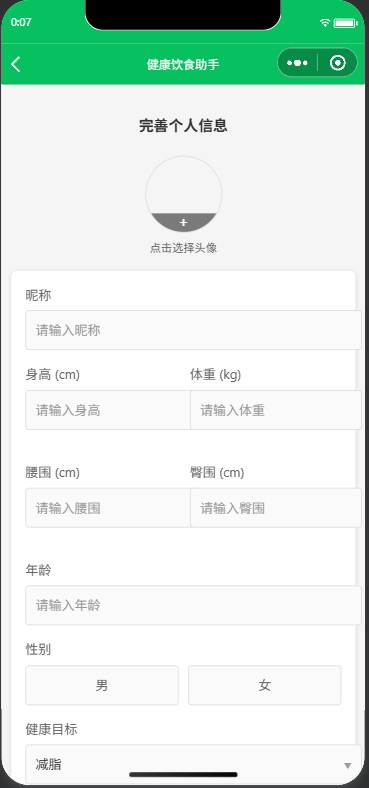 0:07
健康饮食助手
完善个人信息
+
点击选择头像
昵称
请输入昵称
身高 (cm) 体重 (kg)
请输入身高 请输入体重
腰围 (cm) 臀围 (cm)
请输入腰围 请输入臀围
年龄
请输入年龄
性别
男 女
健康目标
减脂